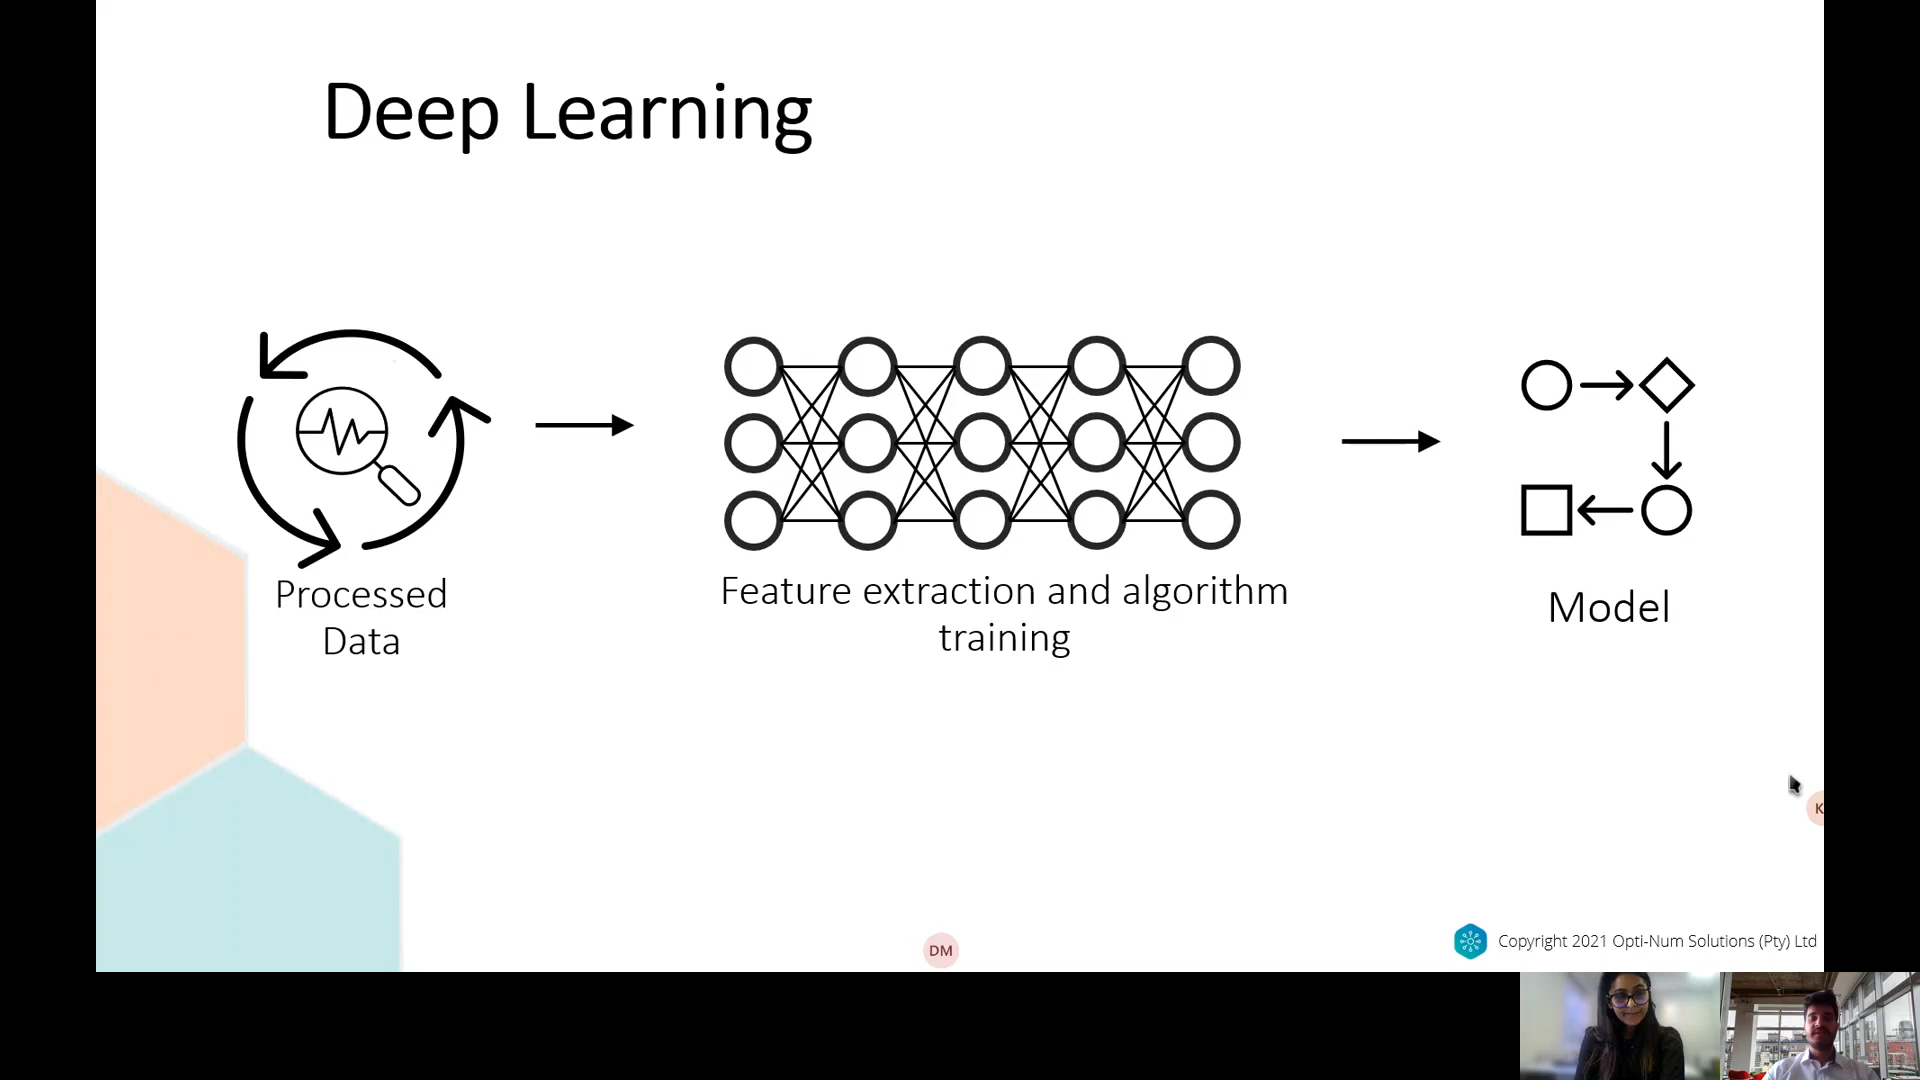 Deep Learning
Processed
Data
Feature extraction and algorithm
training
Model
K
DM
Copyright 2021 Opti-Num Solutions (Pty) Ltd